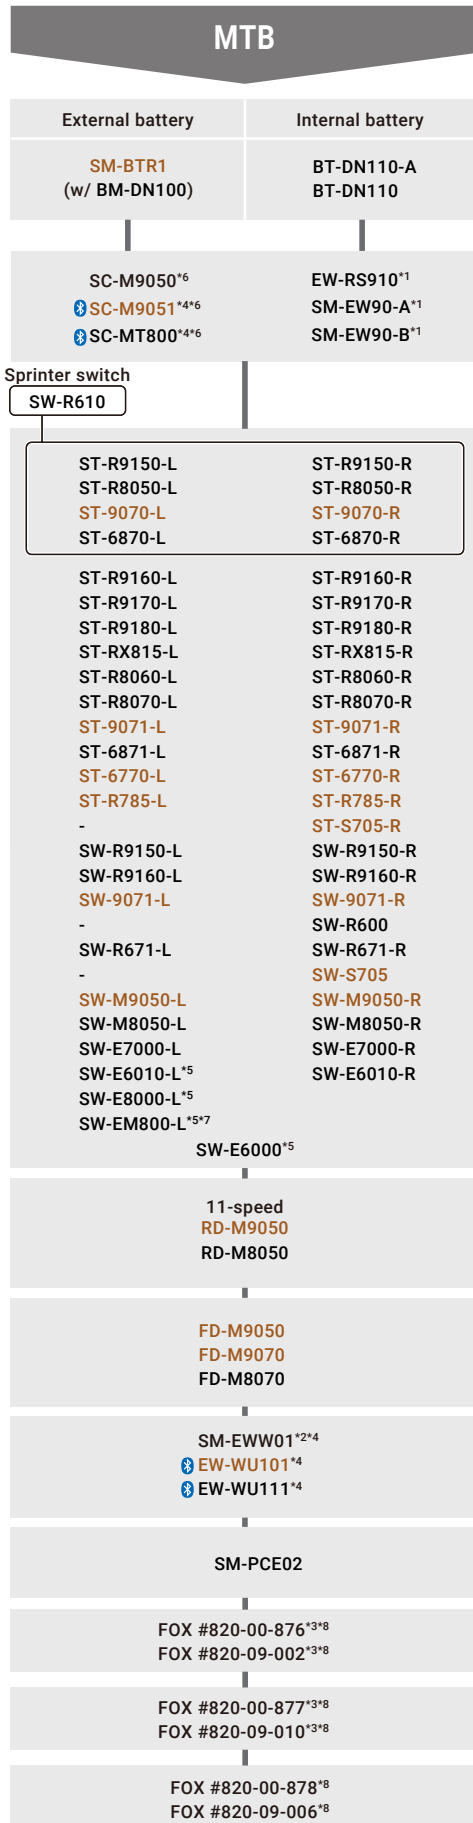 MTB
External battery Internal battery
SM-BTR1 BT-DN110-A
(w/ BM-DN100) BT-DN110
SC-M9050*6 EW-RS910*1
SC-M9051*4*6 SM-EW90-A*1
SC-MT800*4*6 SM-EW90-B*1
Sprinter switch
SW-R610
ST-R9150-L ST-R9150-R
ST-R8050-L ST-R8050-R
ST-9070-L ST-9070-R
ST-6870-L ST-6870-R
ST-R9160-L ST-R9160-R
ST-R9170-L ST-R9170-R
ST-R9180-L ST-R9180-R
ST-RX815-L ST-RX815-R
ST-R8060-L ST-R8060-R
ST-R8070-L ST-R8070-R
ST-9071-L ST-9071-R
ST-6871-L ST-6871-R
ST-6770-L ST-6770-R
ST-R785-L ST-R785-R
- ST-S705-R
SW-R9150-L SW-R9150-R
SW-R9160-L SW-R9160-R
SW-9071-L SW-9071-R
- SW-R600
SW-R671-L SW-R671-R
- SW-S705
SW-M9050-L SW-M9050-R
SW-M8050-L SW-M8050-R
SW-E7000-L SW-E7000-R
SW-E6010-L*5 SW-E6010-R
SW-E8000-L*5
SW-EM800-L*5*7
SW-E6000*5
11-speed
RD-M9050
RD-M8050
FD-M9050
FD-M9070
FD-M8070
SM-EWW01*2*4
EW-WU101*4
EW-WU111*4
SM-PCE02
FOX #820-00-876*3*8
FOX #820-09-002*3*8
FOX #820-00-877*3*8
FOX #820-09-010*3*8
FOX #820-00-878*8
FOX #820-09-006*8